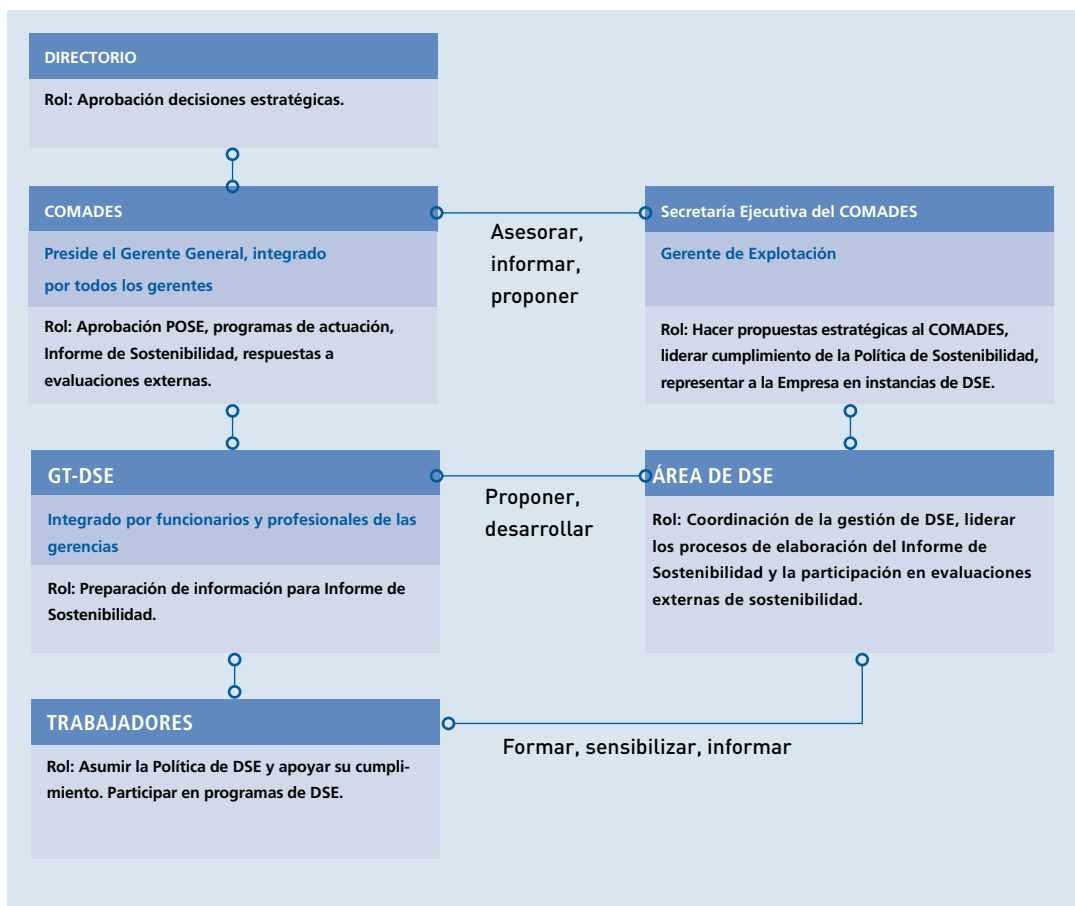 DIRECTORIO
Rol: Aprobación decisiones estratégicas.
COMADES
Preside el Gerente General, integrado
por todos los gerentes
Rol: Aprobación POSE, programas de actuación,
Informe de Sostenibilidad, respuestas a
evaluaciones externas.
Asesorar,
informar,
proponer
Secretaría Ejecutiva del COMADES
Gerente de Explotación
Rol: Hacer propuestas estratégicas al COMADES,
liderar cumplimiento de la Política de Sostenibilidad,
representar a la Empresa en instancias de DSE.
GT-DSE
Integrado por funcionarios y profesionales de las
gerencias
Rol: Preparación de información para Informe de
Sostenibilidad.
Proponer,
desarrollar
ÁREA DE DSE
Rol: Coordinación de la gestión de DSE, liderar
los procesos de elaboración del Informe de
Sostenibilidad y la participación en evaluaciones
externas de sostenibilidad.
TRABAJADORES
Rol: Asumir la Política de DSE y apoyar su cumpli-
miento. Participar en programas de DSE.
Formar, sensibilizar, informar